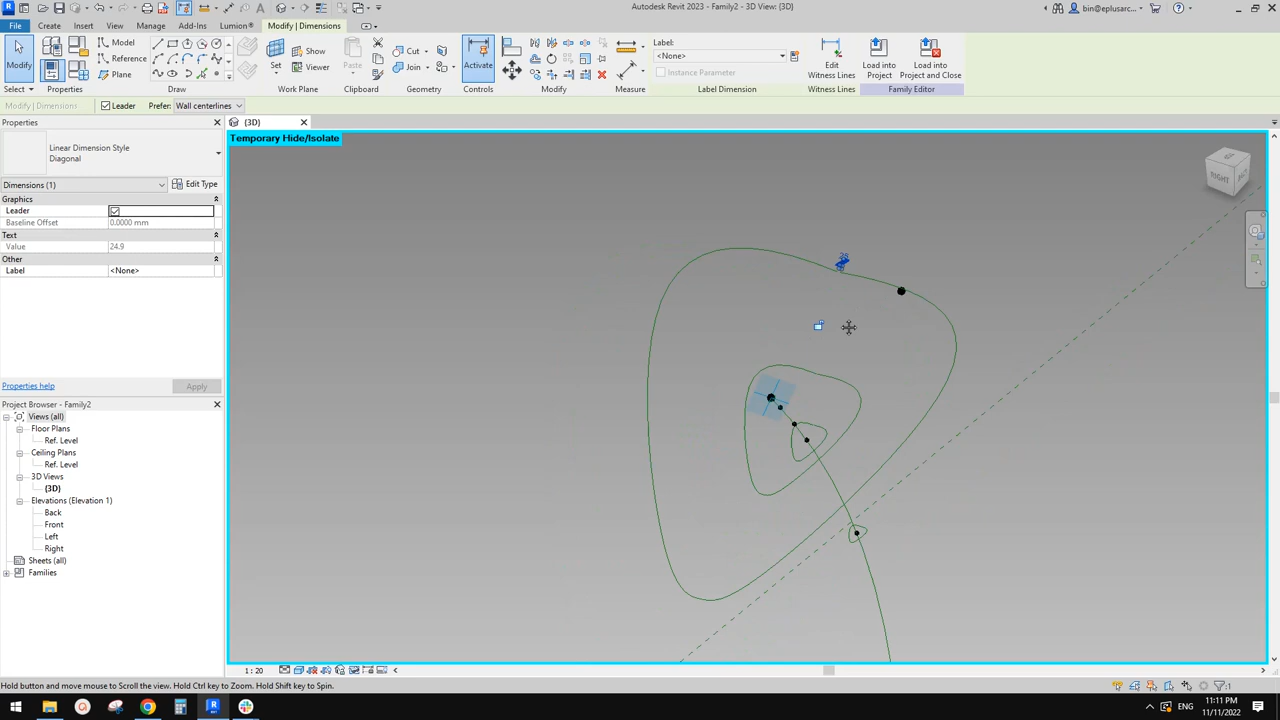 Autodesk Revit 2023 - Family2 - 3D View: {3D}
bin@eplusarc...
File Create Insert View Manage Add-Ins Lumion® Modify | Dimensions
Modify
Select
Properties
Model
Reference
Plane
Draw
Set
Show
Viewer
Work Plane
Paste
Clipboard
Cut
Join
Geometry
Activate
Controls
Modify
Measure
Label:
<None>
Instance Parameter
Label Dimension
Edit
Witness Lines
Witness Lines
Load into
Project
Load into
Project and Close
Family Editor
Modify | Dimensions
Leader
Prefer: Wall centerlines
Properties
Linear Dimension Style
Diagonal
Dimensions (1)
Edit Type
Graphics
Leader
Baseline Offset 0.0000 mm
Text
Value 24.9
Other
Label <None>
Properties help
Apply
Project Browser - Family2
Views (all)
Floor Plans
Ref. Level
Ceiling Plans
Ref. Level
3D Views
{3D}
Elevations (Elevation 1)
Back
Front
Left
Right
Sheets (all)
Families
{3D}
Temporary Hide/Isolate
RIGHT
1 : 20
Hold button and move mouse to Scroll the view. Hold Ctrl key to Zoom. Hold Shift key to Spin.
:1
ENG
11:11 PM
11/11/2022